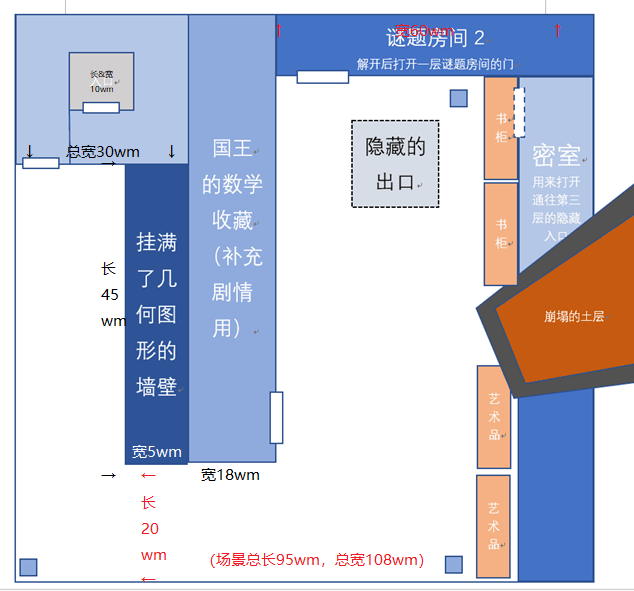 宽60wm
谜题房间 2
解开后打开一层谜题房间的门
长&宽
10wm
总宽30wm
国王
的数学
收藏
（补充
剧情
用）
隐藏的
出口
书
柜
书
柜
密室
用来打开
通往第三
层的隐藏
入口
挂满
了几
何图
形的
墙壁
长
45
wm
崩塌的土层
艺
术
品
艺
术
品
宽5wm
宽18wm
长
20
wm
(场景总长95wm，总宽108wm)